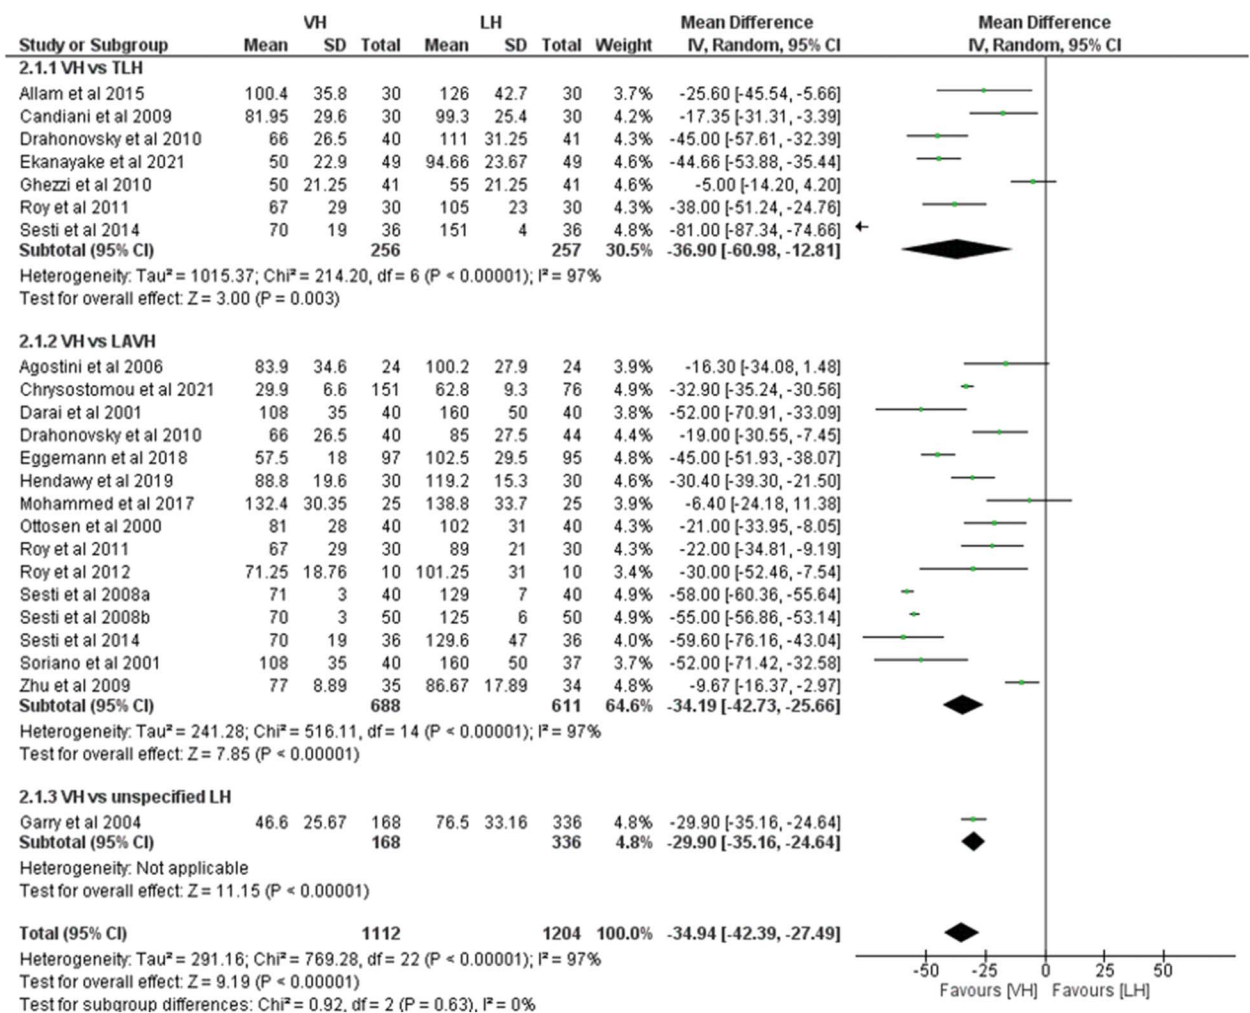 VH LH Mean Difference Mean Difference
Study or Subgroup Mean SD Total Mean SD Total Weight IV, Random, 95% CI IV, Random, 95% CI
2.1.1 VH vs TLH
Allam et al 2015 100.4 35.8 30 126 42.7 30 3.7% -25.60 [-45.54, -5.66]
Candiani et al 2009 81.95 29.6 30 99.3 25.4 30 4.2% -17.35 [-31.31, -3.39]
Drahonovsky et al 2010 66 26.5 40 111 31.25 41 4.3% -45.00 [-57.61, -32.39]
Ekanayake et al 2021 50 22.9 49 94.66 23.67 49 4.6% -44.66 [-53.88, -35.44]
Ghezzi et al 2010 50 21.25 41 55 21.25 41 4.6% -5.00 [-14.20, 4.20]
Roy et al 2011 67 29 30 105 23 30 4.3% -38.00 [-51.24, -24.76]
Sesti et al 2014 70 19 36 151 4 36 4.8% -81.00 [-87.34, -74.66]
Subtotal (95% CI) 256 257 30.5% -36.90 [-60.98, -12.81]
Heterogeneity: Tau² = 1015.37; Chi² = 214.20, df = 6 (P < 0.00001); I² = 97%
Test for overall effect: Z = 3.00 (P = 0.003)
2.1.2 VH vs LAVH
Agostini et al 2006 83.9 34.6 24 100.2 27.9 24 3.9% -16.30 [-34.08, 1.48]
Chrysostomou et al 2021 29.9 6.6 151 62.8 9.3 76 4.9% -32.90 [-35.24, -30.56]
Darai et al 2001 108 35 40 160 50 40 3.8% -52.00 [-70.91, -33.09]
Drahonovsky et al 2010 66 26.5 40 85 27.5 44 4.4% -19.00 [-30.55, -7.45]
Eggemann et al 2018 57.5 18 97 102.5 29.5 95 4.8% -45.00 [-51.93, -38.07]
Hendawy et al 2019 88.8 19.6 30 119.2 15.3 30 4.6% -30.40 [-39.30, -21.50]
Mohammed et al 2017 132.4 30.35 25 138.8 33.7 25 3.9% -6.40 [-24.18, 11.38]
Ottosen et al 2000 81 28 40 102 31 40 4.3% -21.00 [-33.95, -8.05]
Roy et al 2011 67 29 30 89 21 30 4.3% -22.00 [-34.81, -9.19]
Roy et al 2012 71.25 18.76 10 101.25 31 10 3.4% -30.00 [-52.46, -7.54]
Sesti et al 2008a 71 3 40 129 7 40 4.9% -58.00 [-60.36, -55.64]
Sesti et al 2008b 70 3 50 125 6 50 4.9% -55.00 [-56.86, -53.14]
Sesti et al 2014 70 19 36 129.6 47 36 4.0% -59.60 [-76.16, -43.04]
Soriano et al 2001 108 35 40 160 50 37 3.7% -52.00 [-71.42, -32.58]
Zhu et al 2009 77 8.89 35 86.67 17.89 34 4.8% -9.67 [-16.37, -2.97]
Subtotal (95% CI) 688 611 64.6% -34.19 [-42.73, -25.66]
Heterogeneity: Tau² = 241.28; Chi² = 516.11, df = 14 (P < 0.00001); I² = 97%
Test for overall effect: Z = 7.85 (P < 0.00001)
2.1.3 VH vs unspecified LH
Garry et al 2004 46.6 25.67 168 76.5 33.16 336 4.8% -29.90 [-35.16, -24.64]
Subtotal (95% CI) 168 336 4.8% -29.90 [-35.16, -24.64]
Heterogeneity: Not applicable
Test for overall effect: Z = 11.15 (P < 0.00001)
Total (95% CI) 1112 1204 100.0% -34.94 [-42.39, -27.49]
Heterogeneity: Tau² = 291.16; Chi² = 769.28, df = 22 (P < 0.00001); I² = 97%
Test for overall effect: Z = 9.19 (P < 0.00001)
Test for subgroup differences: Chi² = 0.92, df = 2 (P = 0.63), I² = 0%
-50 -25 0 25 50
Favours [VH] Favours [LH]